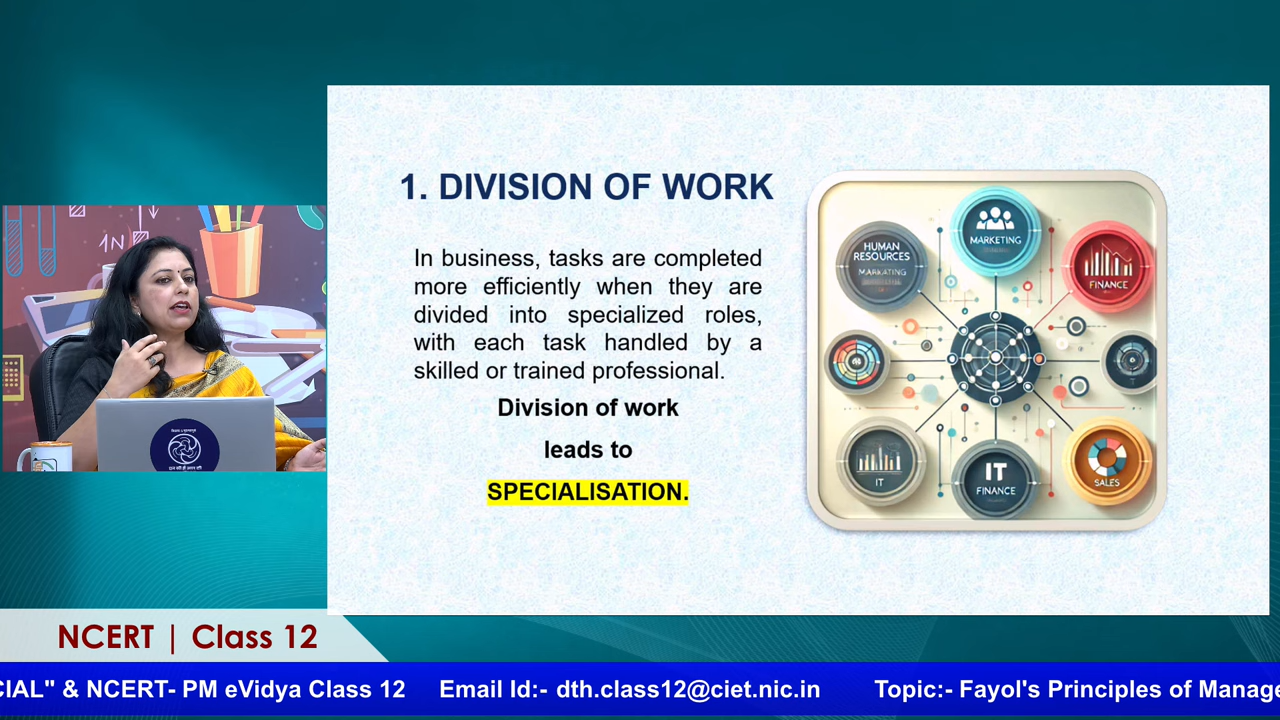 1. DIVISION OF WORK
In business, tasks are completed
more efficiently when they are
divided into specialized roles,
with each task handled by a
skilled or trained professional.
Division of work
leads to
SPECIALISATION.
MARKETING
HUMAN
RESOURCES
MARKATING
FINANCE
IT
IT
FINANCE
SALES
1N
NCERT | Class 12
CIAL" & NCERT- PM eVidya Class 12 Email Id:- dth.class12@ciet.nic.in Topic:- Fayol's Principles of Manage